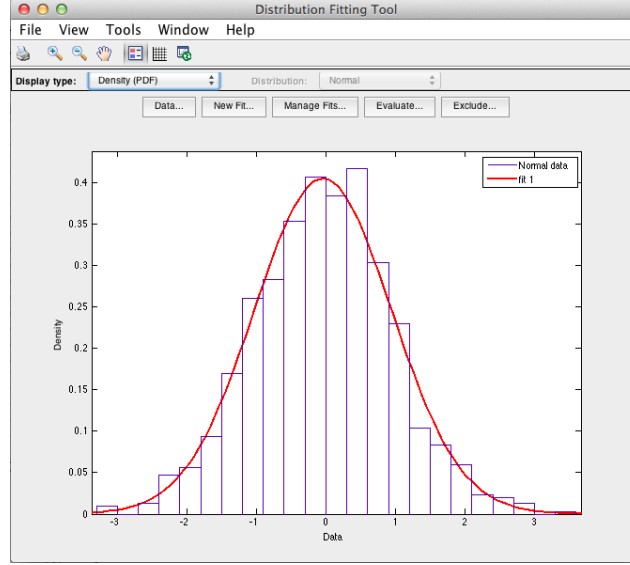 Distribution Fitting Tool
File View Tools Window Help
Display type: Density (PDF) Distribution: Normal
Data... New Fit... Manage Fits... Evaluate... Exclude...
Normal data
fit 1
0.4
0.35
0.3
0.25
0.2
0.15
0.1
0.05
0
Density
-3 -2 -1 0 1 2 3
Data